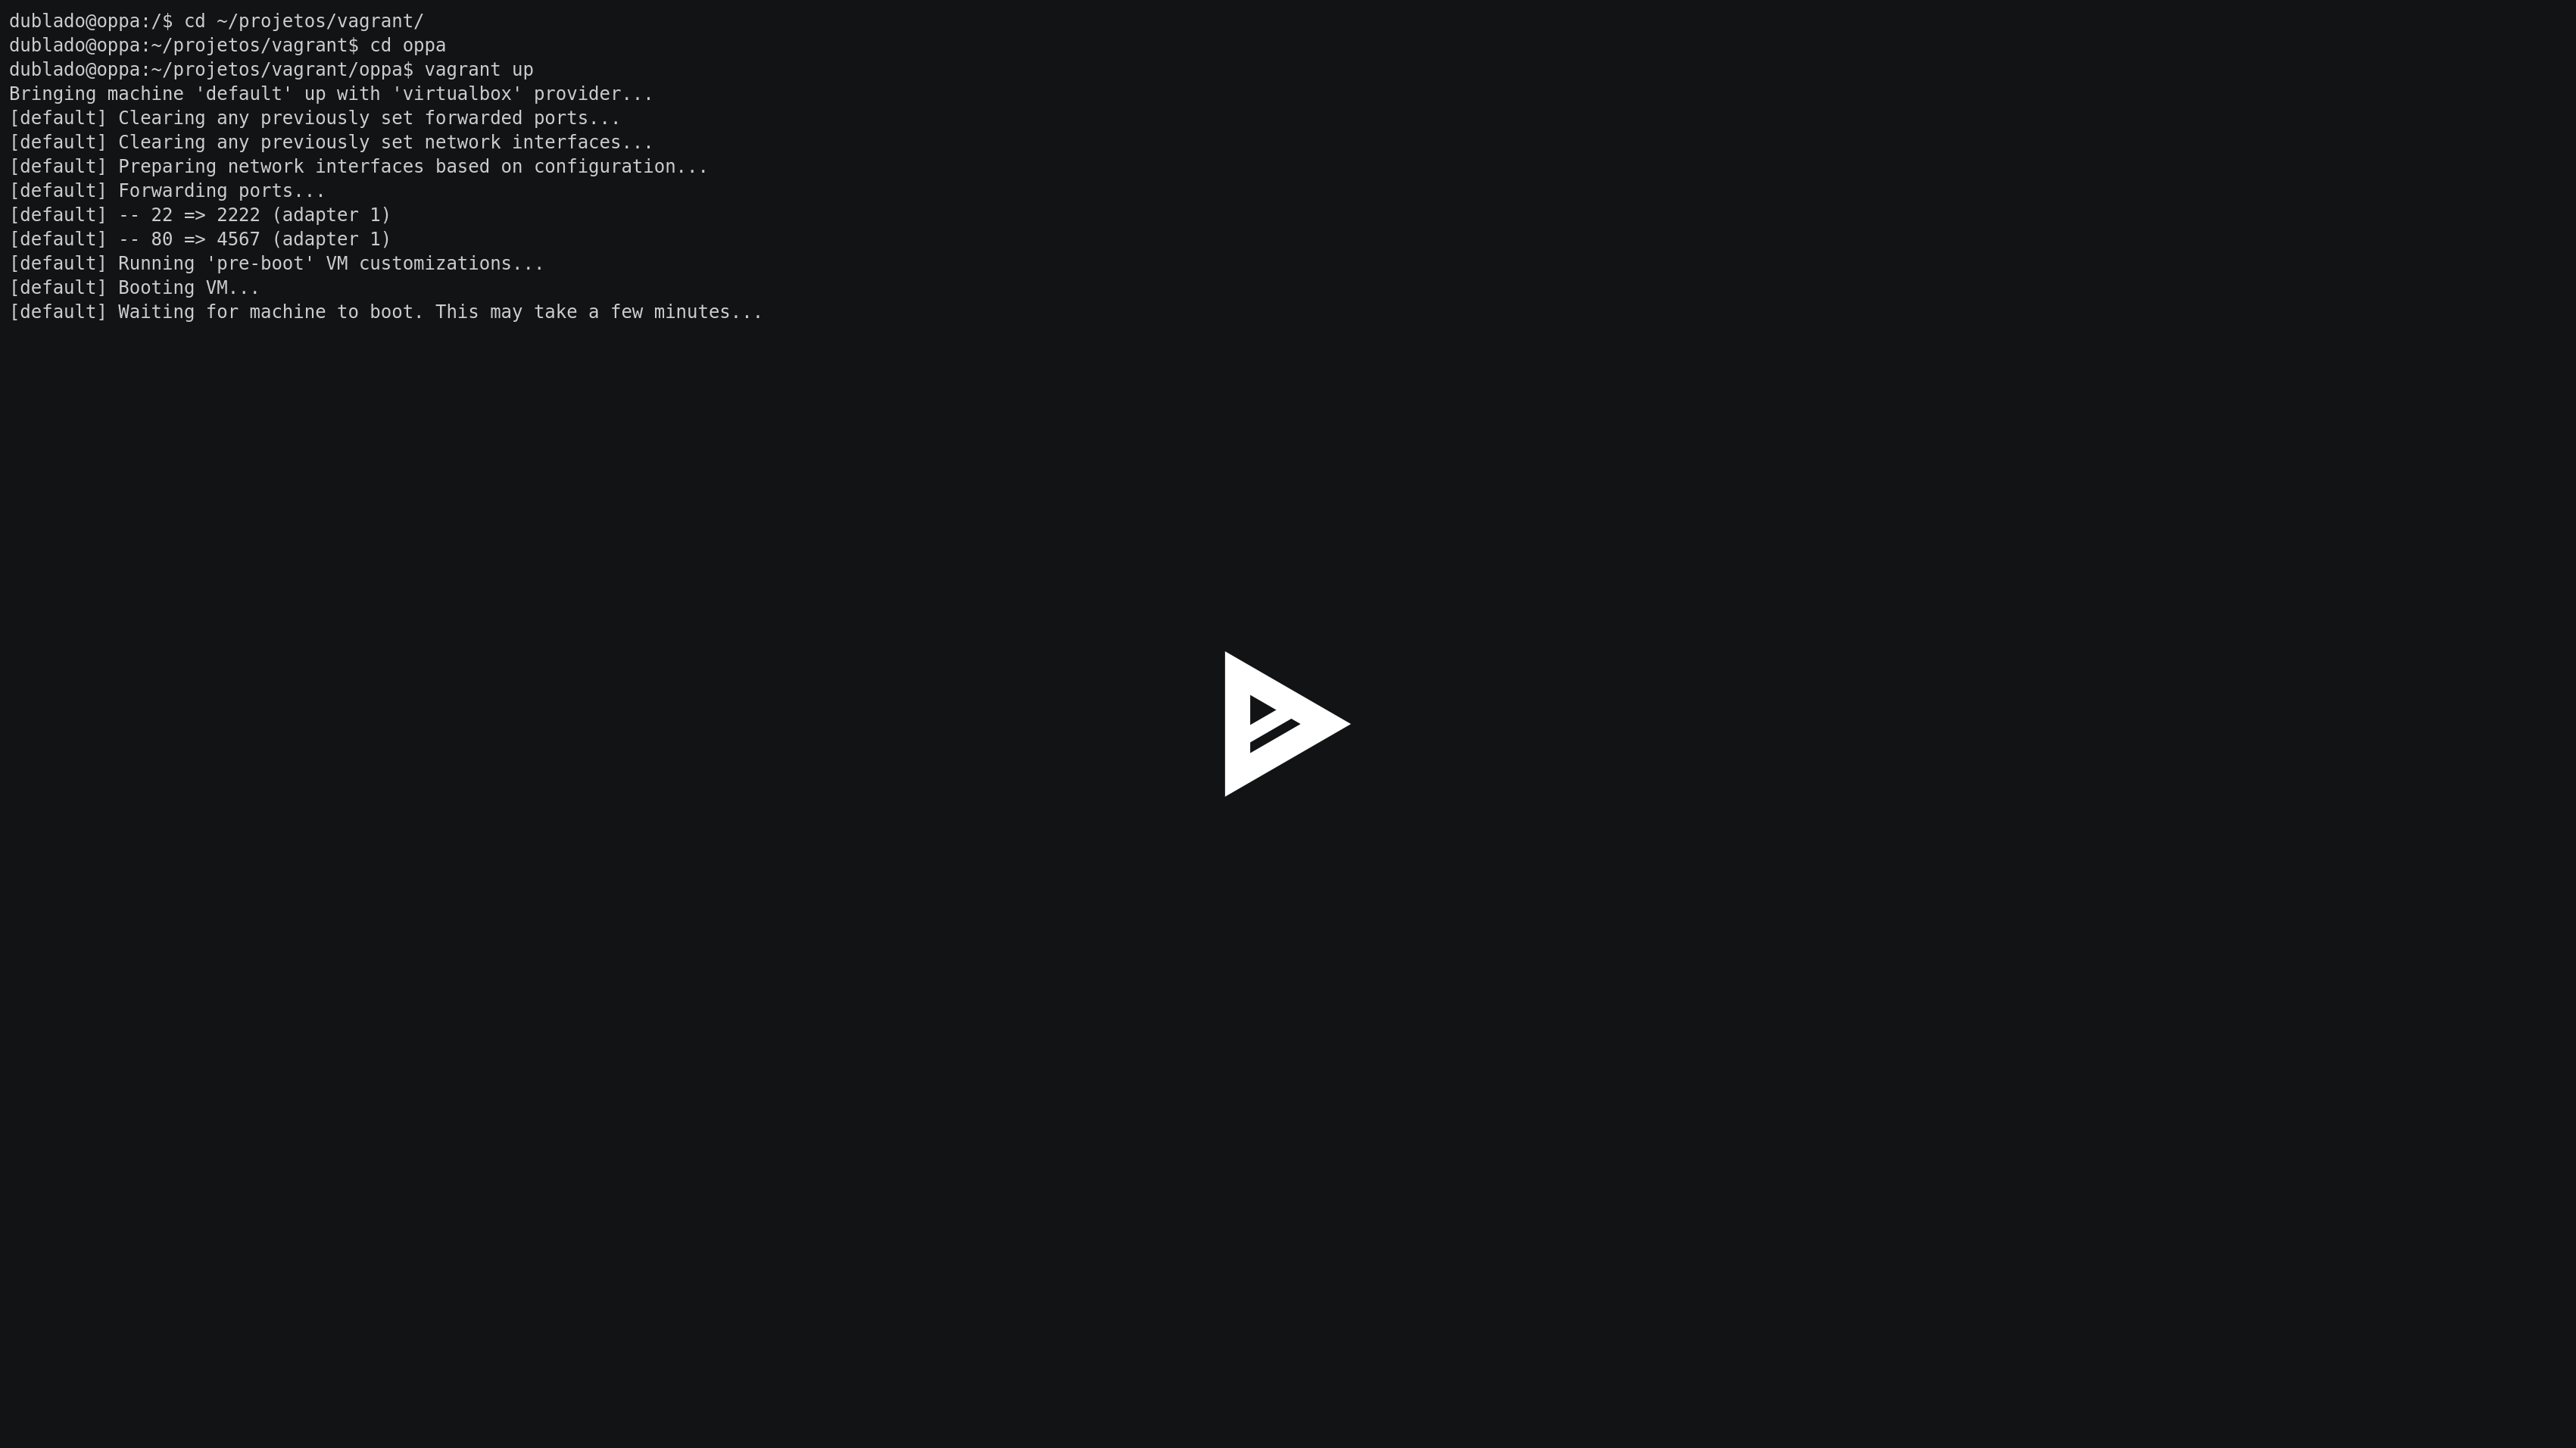 dublado@oppa:/$ cd ~/projetos/vagrant/
dublado@oppa:~/projetos/vagrant$ cd oppa
dublado@oppa:~/projetos/vagrant/oppa$ vagrant up
Bringing machine 'default' up with 'virtualbox' provider...
[default] Clearing any previously set forwarded ports...
[default] Clearing any previously set network interfaces...
[default] Preparing network interfaces based on configuration...
[default] Forwarding ports...
[default] -- 22 => 2222 (adapter 1)
[default] -- 80 => 4567 (adapter 1)
[default] Running 'pre-boot' VM customizations...
[default] Booting VM...
[default] Waiting for machine to boot. This may take a few minutes...